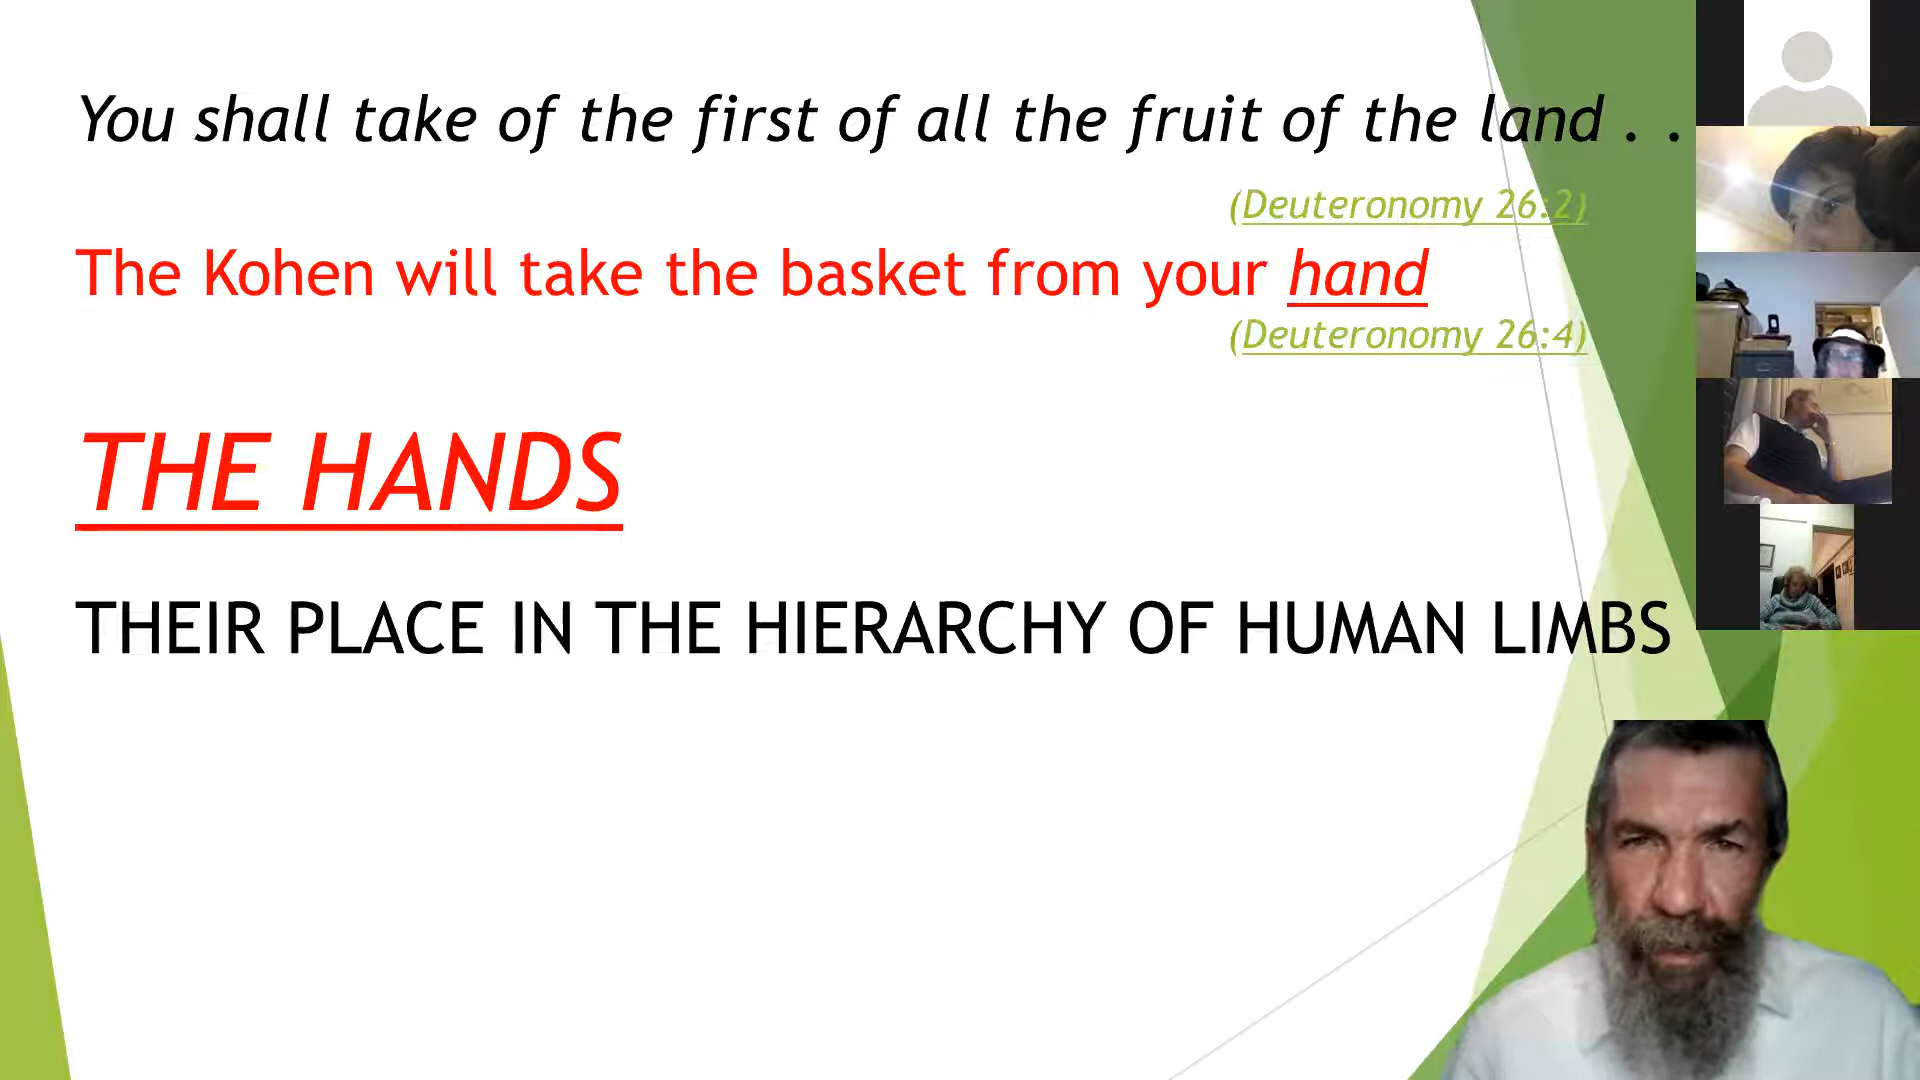 You shall take of the first of all the fruit of the land . .
(Deuteronomy 26:2)
The Kohen will take the basket from your hand
(Deuteronomy 26:4)
THE HANDS
THEIR PLACE IN THE HIERARCHY OF HUMAN LIMBS